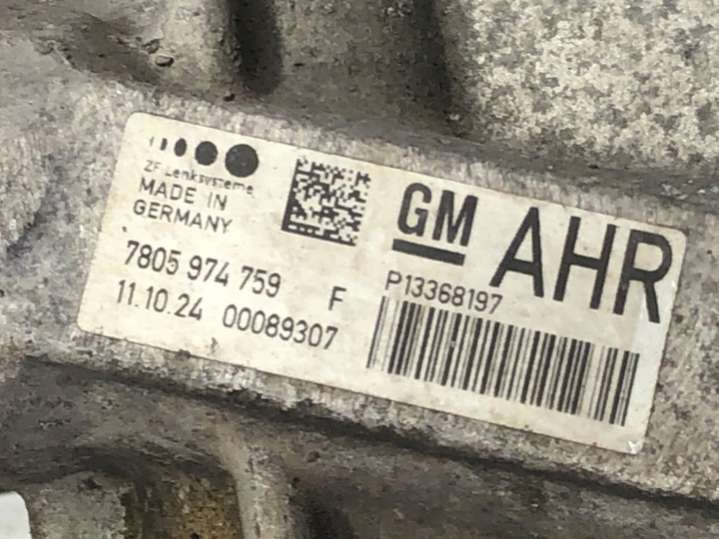 ZF Lenksysteme
MADE IN
GERMANY
7805 974 759
F
11.10.24 00089307
GM
AHR
P13368197